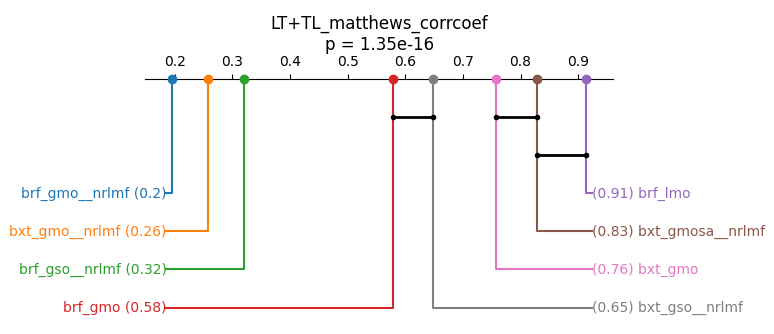 LT+TL_matthews_corrcoef
p = 1.35e-16
0.2 0.3 0.4 0.5 0.6 0.7 0.8 0.9
brf_gmo__nrlmf (0.2) (0.91) brf_lmo
bxt_gmo__nrlmf (0.26) (0.83) bxt_gmosa__nrlmf
brf_gso__nrlmf (0.32) (0.76) bxt_gmo
brf_gmo (0.58) (0.65) bxt_gso__nrlmf